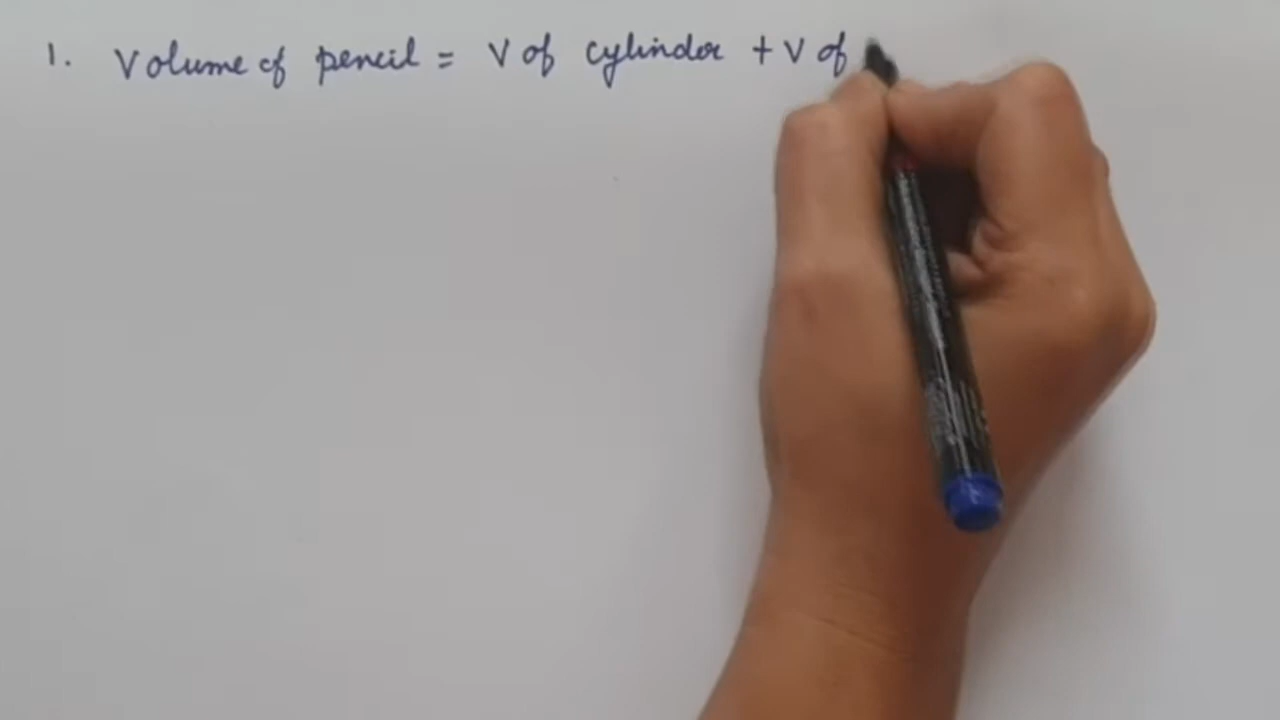 1. Volume of pencil = V of cylinder + V of